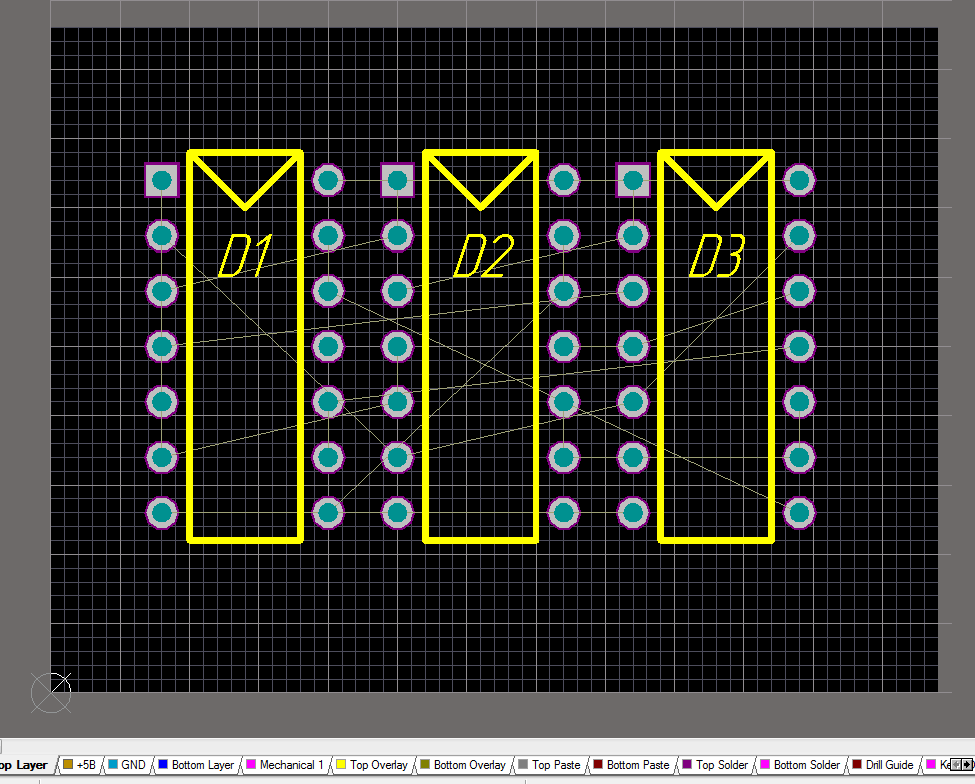 D1 D2 D3
op Layer +5B GND Bottom Layer Mechanical 1 Top Overlay Bottom Overlay Top Paste Bottom Paste Top Solder Bottom Solder Drill Guide Ke